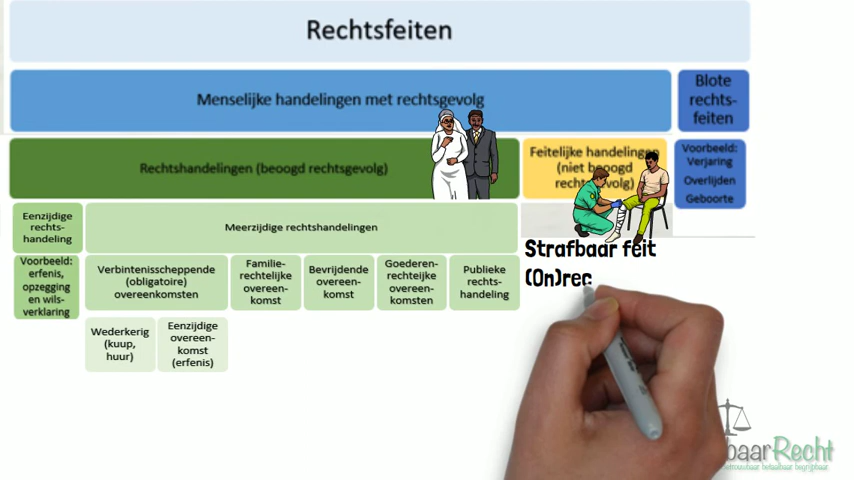 Rechtsfeiten
Menselijke handelingen met rechtsgevolg
Blote
rechts-
feiten
Rechtshandelingen (beoogd rechtsgevolg)
Feitelijke handelingen
(niet beoogd
rechtsgevolg)
Voorbeeld:
Verjaring
Overlijden
Geboorte
Eenzijdige
rechts-
handeling
Meerzijdige rechtshandelingen
Voorbeeld:
erfenis,
opzegging
en wils-
verklaring
Verbintenisscheppende
(obligatoire)
overeenkomsten
Familie-
rechtelijke
overeen-
komst
Bevrijdende
overeen-
komst
Goederen-
rechteijke
overeen-
komsten
Publieke
rechts-
handeling
Wederkerig
(kuup,
huur)
Eenzijdige
overeen-
komst
(erfenis)
Strafbaar feit
(On)rec
baarRecht
betaalbaar begrijpbaar